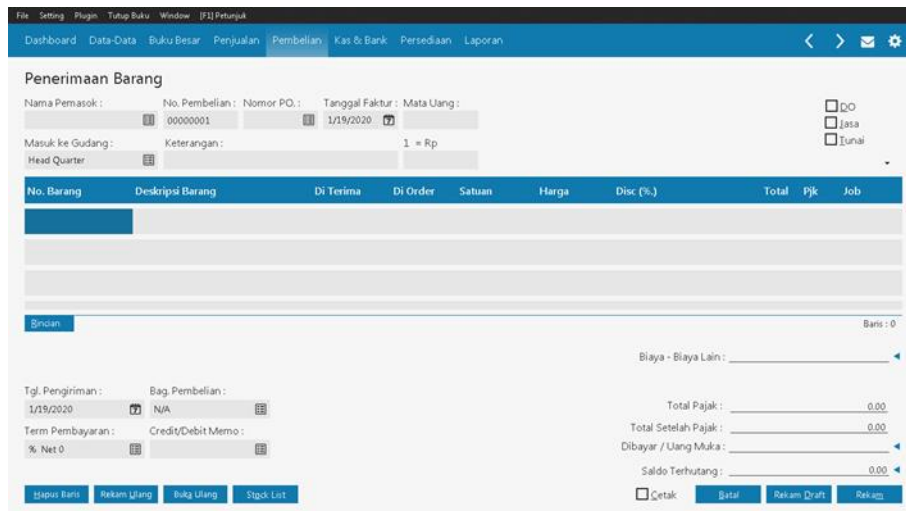 File Setting Plugin Tutup Buku Window [F1] Petunjuk
Dashboard Data-Data Buku Besar Penjualan Pembelian Kas & Bank Persediaan Laporan
Penerimaan Barang
Nama Pemasok : No. Pembelian : Nomor PO. : Tanggal Faktur : Mata Uang :
00000001 1/19/2020
DO
Jasa
Tunai
Masuk ke Gudang : Keterangan : 1 = Rp
Head Quarter
No. Barang Deskripsi Barang Di Terima Di Order Satuan Harga Disc (%.) Total Pjk Job
Rincian Baris : 0
Biaya - Biaya Lain :
Tgl. Pengiriman : Bag. Pembelian :
1/19/2020 N/A
Total Pajak : 0.00
Term Pembayaran : Credit/Debit Memo :
Total Setelah Pajak : 0.00
% Net 0
Dibayar / Uang Muka :
Saldo Terhutang : 0.00
Hapus Baris Rekam Ulang Buka Ulang Stock List Cetak Batal Rekam Draft Rekam